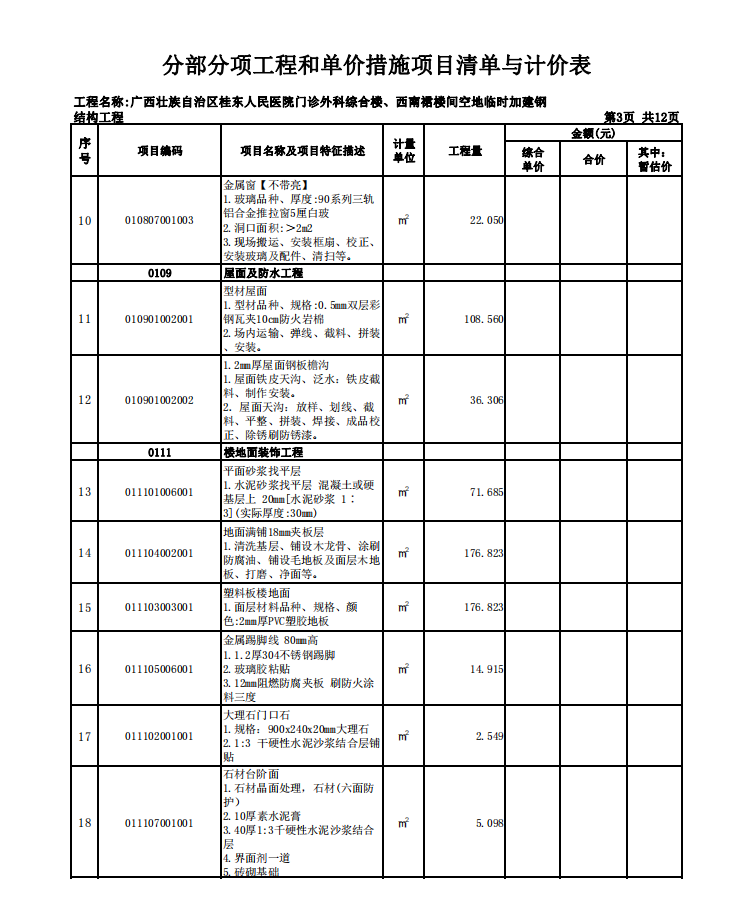 分部分项工程和单价措施项目清单与计价表
工程名称:广西壮族自治区桂东人民医院门诊外科综合楼、西南裙楼间空地临时加建钢
结构工程
第3页 共12页
序
号
项目编码
项目名称及项目特征描述
计量
单位
工程量
金额(元)
综合
单价
合价
其中:
暂估价
10
010807001003
金属窗【不带亮】
1.玻璃品种、厚度:90系列三轨
铝合金推拉窗5厘白玻
2.洞口面积:＞2m2
3.现场搬运、安装框扇、校正、
安装玻璃及配件、清扫等。
㎡
22.050
0109
屋面及防水工程
11
010901002001
型材屋面
1.型材品种、规格:0.5mm双层彩
钢瓦夹10cm防火岩棉
2.场内运输、弹线、截料、拼装
、安装。
㎡
108.560
12
010901002002
1.2mm厚屋面钢板檐沟
1.屋面铁皮天沟、泛水: 铁皮截
料、制作安装。
2. 屋面天沟: 放样、划线、截
料、平整、拼装、焊接、成品校
正、除锈刷防锈漆。
㎡
36.306
0111
楼地面装饰工程
13
011101006001
平面砂浆找平层
1.水泥砂浆找平层 混凝土或硬
基层上 20mm[水泥砂浆 1：
3](实际厚度:30mm)
㎡
71.685
14
011104002001
地面满铺18mm夹板层
1.清洗基层、铺设木龙骨、涂刷
防腐油、铺设毛地板及面层木地
板、打磨、净面等。
㎡
176.823
15
011103003001
塑料板楼地面
1.面层材料品种、规格、颜
色:2mm厚PVC塑胶地板
㎡
176.823
16
011105006001
金属踢脚线 80mm高
1.1.2厚304不锈钢踢脚
2.玻璃胶粘贴
3.12mm阻燃防腐夹板 刷防火涂
料三度
㎡
14.915
17
011102001001
大理石门口石
1.规格: 900x240x20mm大理石
2.1:3 干硬性水泥沙浆结合层铺
贴
㎡
2.549
18
011107001001
石材台阶面
1.石材晶面处理, 石材(六面防
护)
2.10厚素水泥膏
3.40厚1:3干硬性水泥沙浆结合
层
4.界面剂一道
5.砖砌基础
㎡
5.098